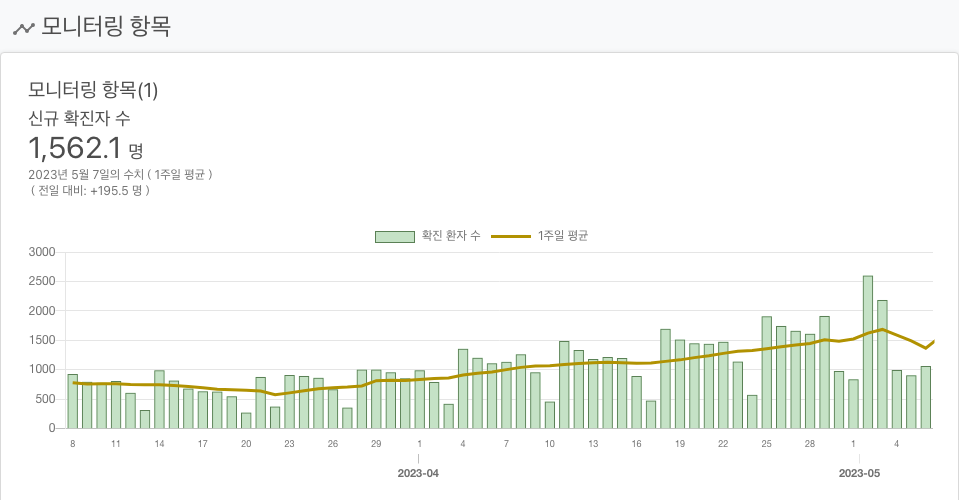 모니터링 항목
모니터링 항목(1)
신규 확진자 수
1,562.1 명
2023년 5월 7일의 수치 ( 1주일 평균 )
( 전일 대비: +195.5 명 )
확진 환자 수 1주일 평균
3000
2500
2000
1500
1000
500
0
8 11 14 17 20 23 26 29 1 4 7 10 13 16 19 22 25 28 1 4
2023-04 2023-05